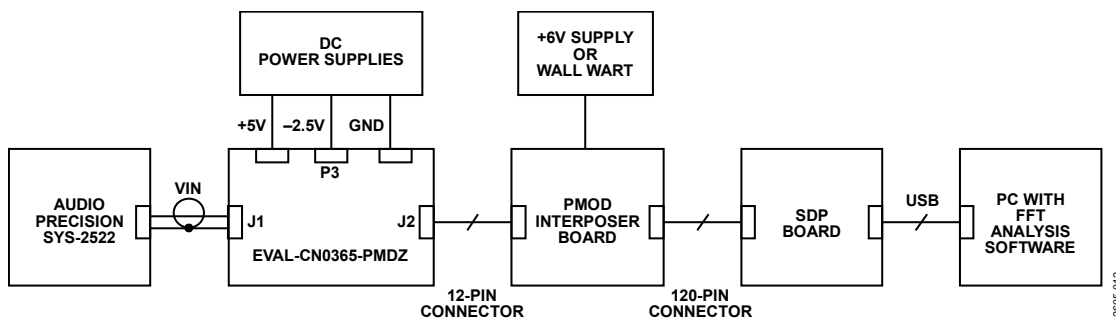 DC
POWER SUPPLIES
+6V SUPPLY
OR
WALL WART
+5V
–2.5V
GND
P3
AUDIO
PRECISION
SYS-2522
VIN
J1
J2
EVAL-CN0365-PMDZ
12-PIN
CONNECTOR
PMOD
INTERPOSER
BOARD
120-PIN
CONNECTOR
SDP
BOARD
USB
PC WITH
FFT
ANALYSIS
SOFTWARE